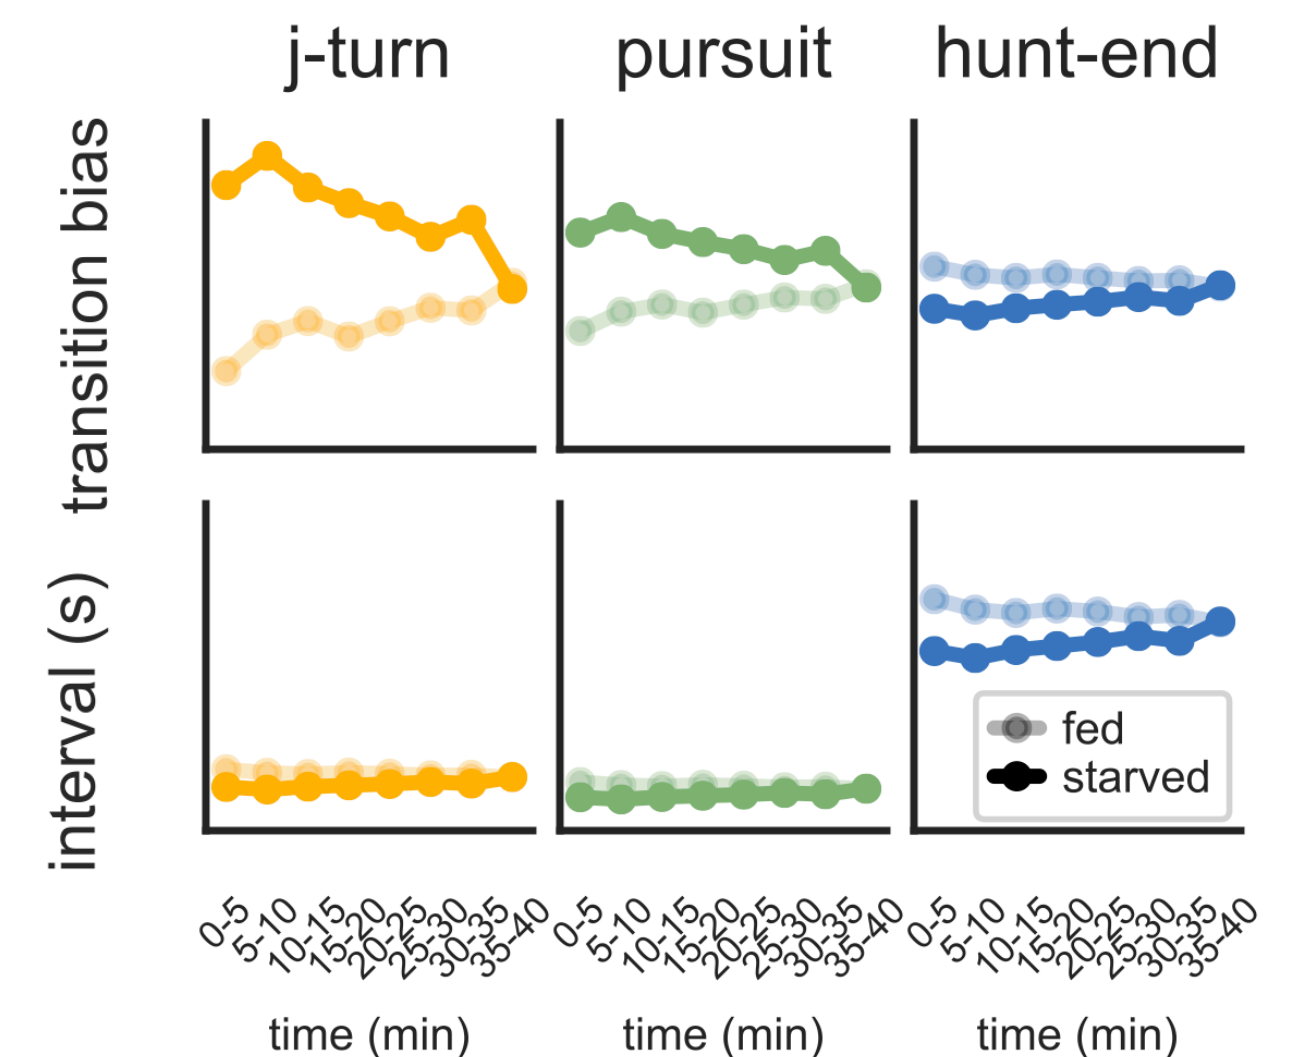 j-turn pursuit hunt-end
transition bias
interval (s)
fed
starved
0-5 5-10 10-15 15-20 20-25 25-30 30-35 35-40
0-5 5-10 10-15 15-20 20-25 25-30 30-35 35-40
0-5 5-10 10-15 15-20 20-25 25-30 30-35 35-40
time (min) time (min) time (min)